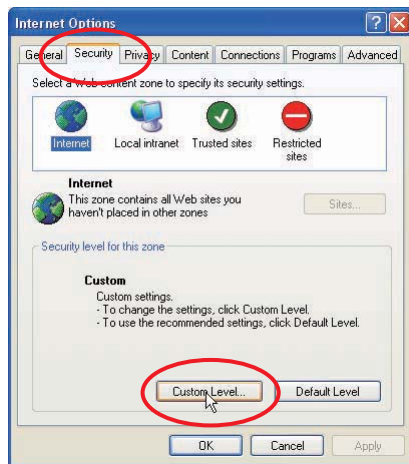 Internet Options
General Security Privacy Content Connections Programs Advanced
Select a Web content zone to specify its security settings.
Internet Local intranet Trusted sites Restricted
sites
Internet
This zone contains all Web sites you
haven't placed in other zones
Sites...
Security level for this zone
Custom
Custom settings.
- To change the settings, click Custom Level.
- To use the recommended settings, click Default Level.
Custom Level... Default Level
OK Cancel Apply